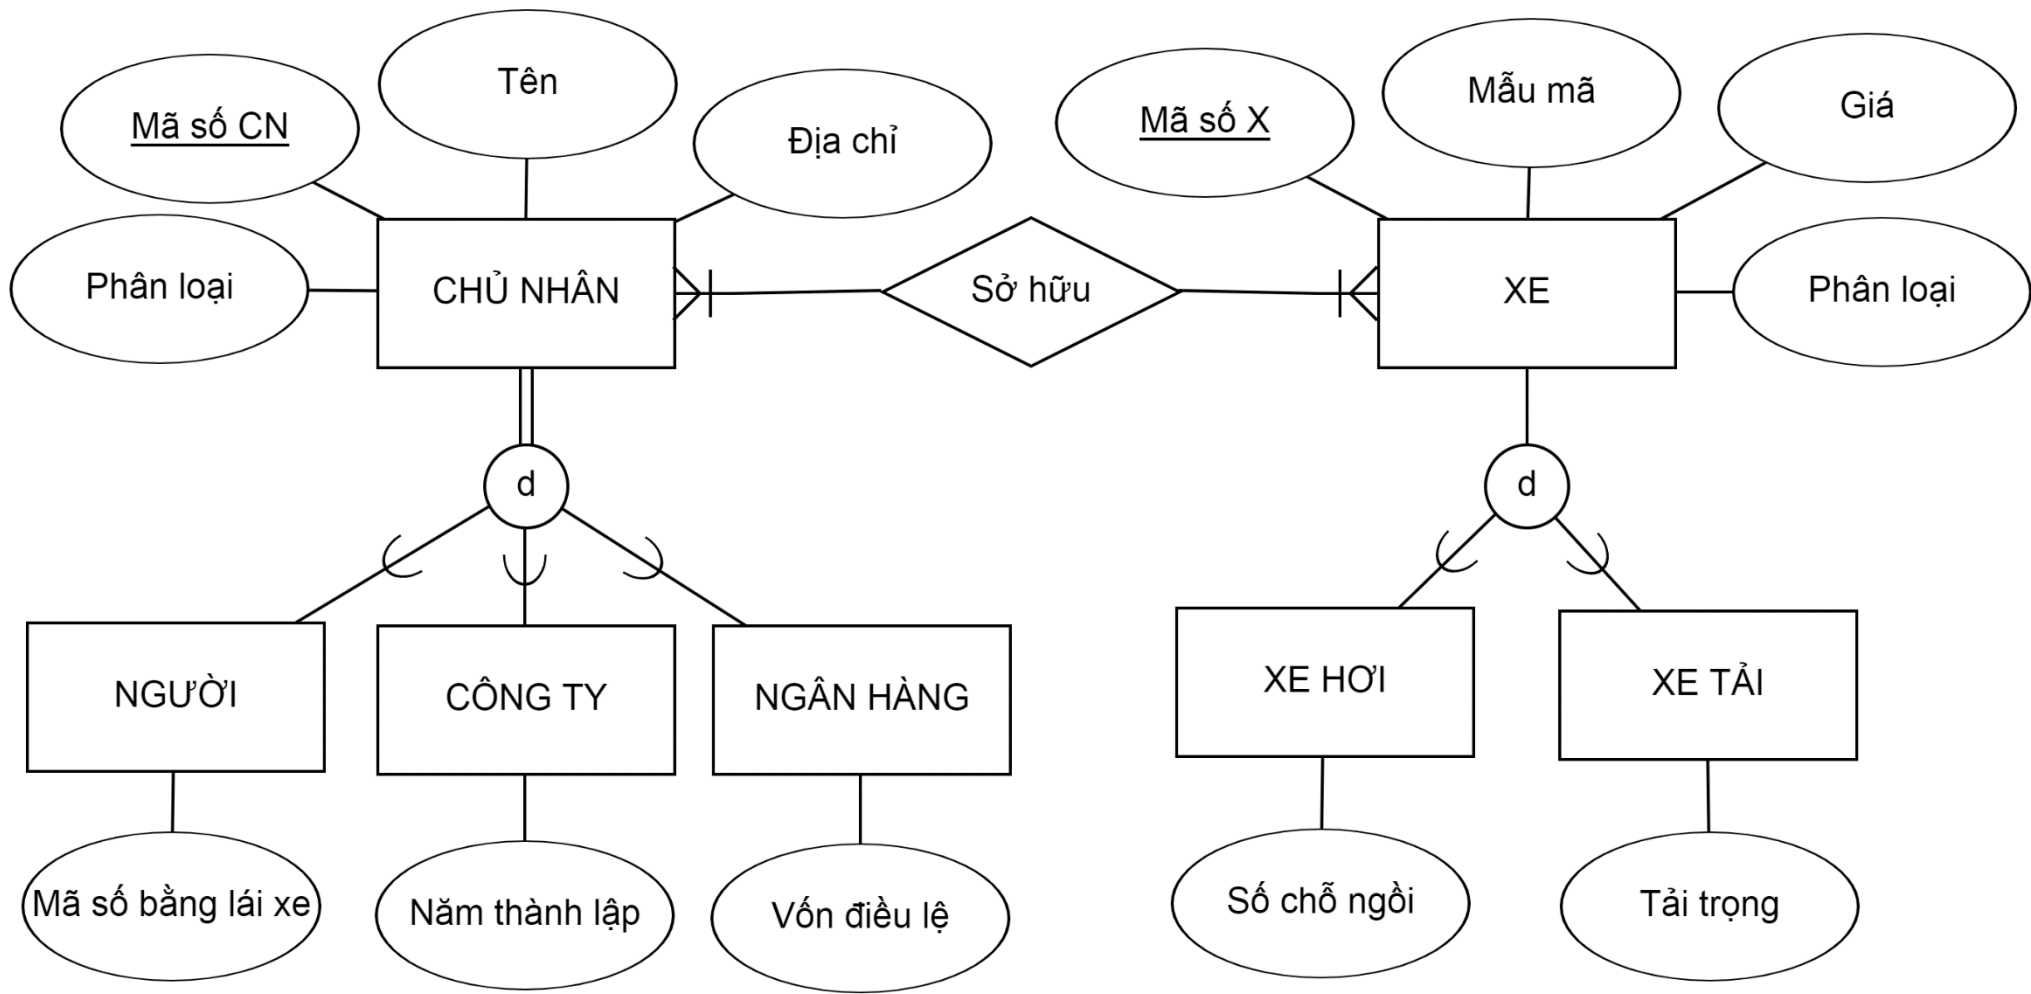 Tên
Mã số CN
Địa chỉ
Mã số X
Mẫu mã
Giá
Phân loại
CHỦ NHÂN
Sở hữu
XE
Phân loại
d
d
NGƯỜI
CÔNG TY
NGÂN HÀNG
XE HƠI
XE TẢI
Mã số bằng lái xe
Năm thành lập
Vốn điều lệ
Số chỗ ngồi
Tải trọng